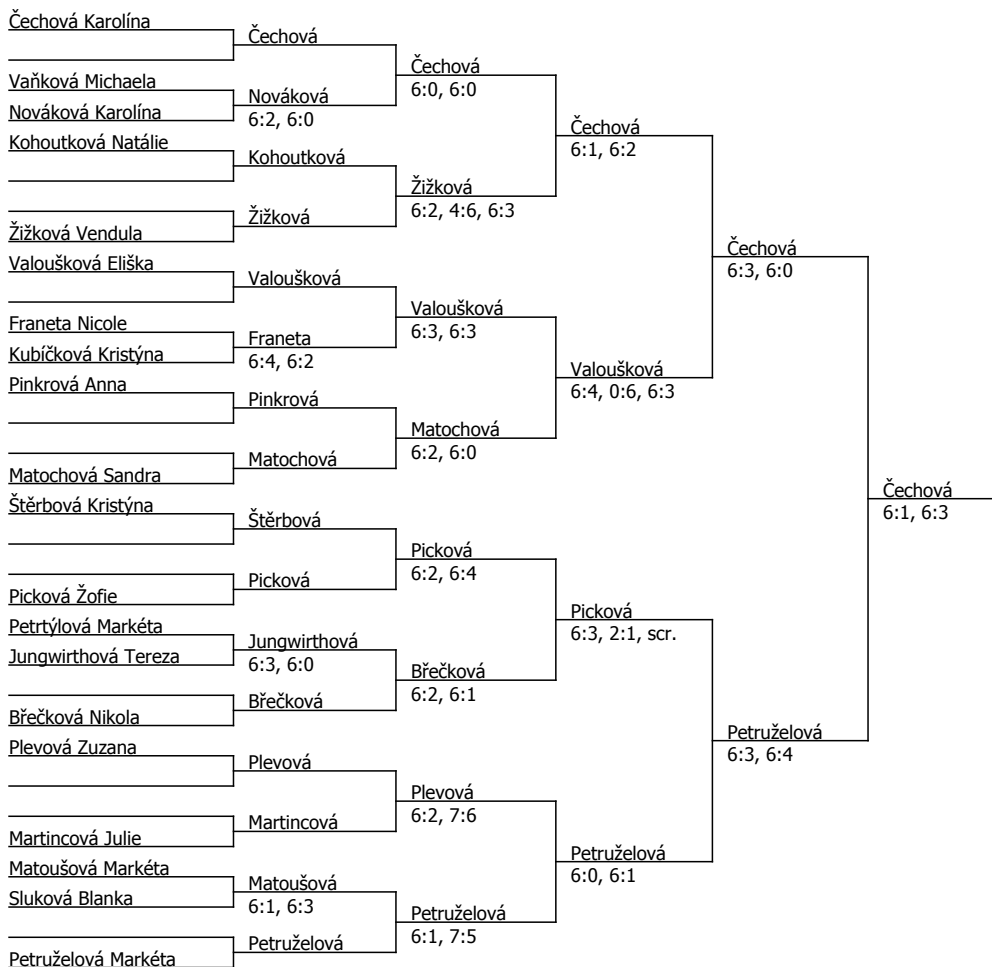 Čechová Karolína
Vaňková Michaela
Nováková Karolína
Kohoutková Natálie
Žižková Vendula
Valoušková Eliška
Franeta Nicole
Kubíčková Kristýna
Pinkrová Anna
Matochová Sandra
Štěrbová Kristýna
Picková Žofie
Petrtýlová Markéta
Jungwirthová Tereza
Břečková Nikola
Plevová Zuzana
Martincová Julie
Matoušová Markéta
Sluková Blanka
Petruželová Markéta
Čechová
Nováková
6:2, 6:0
Kohoutková
Žižková
Valoušková
Franeta
6:4, 6:2
Pinkrová
Matochová
Štěrbová
Picková
Jungwirthová
6:3, 6:0
Břečková
Plevová
Martincová
Matoušová
6:1, 6:3
Petruželová
Čechová
6:0, 6:0
Žižková
6:2, 4:6, 6:3
Valoušková
6:3, 6:3
Matochová
6:2, 6:0
Picková
6:2, 6:4
Břečková
6:2, 6:1
Plevová
6:2, 7:6
Petruželová
6:1, 7:5
Čechová
6:1, 6:2
Valoušková
6:4, 0:6, 6:3
Picková
6:3, 2:1, scr.
Petruželová
6:0, 6:1
Čechová
6:3, 6:0
Petruželová
6:3, 6:4
Čechová
6:1, 6:3